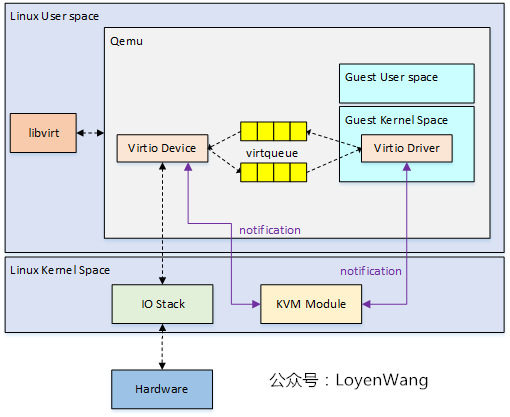 Linux User space
Qemu
Guest User space
Guest Kernel Space
libvirt
Virtio Device
virtqueue
Virtio Driver
notification
Linux Kernel Space
notification
IO Stack
KVM Module
Hardware
公众号：LoyenWang